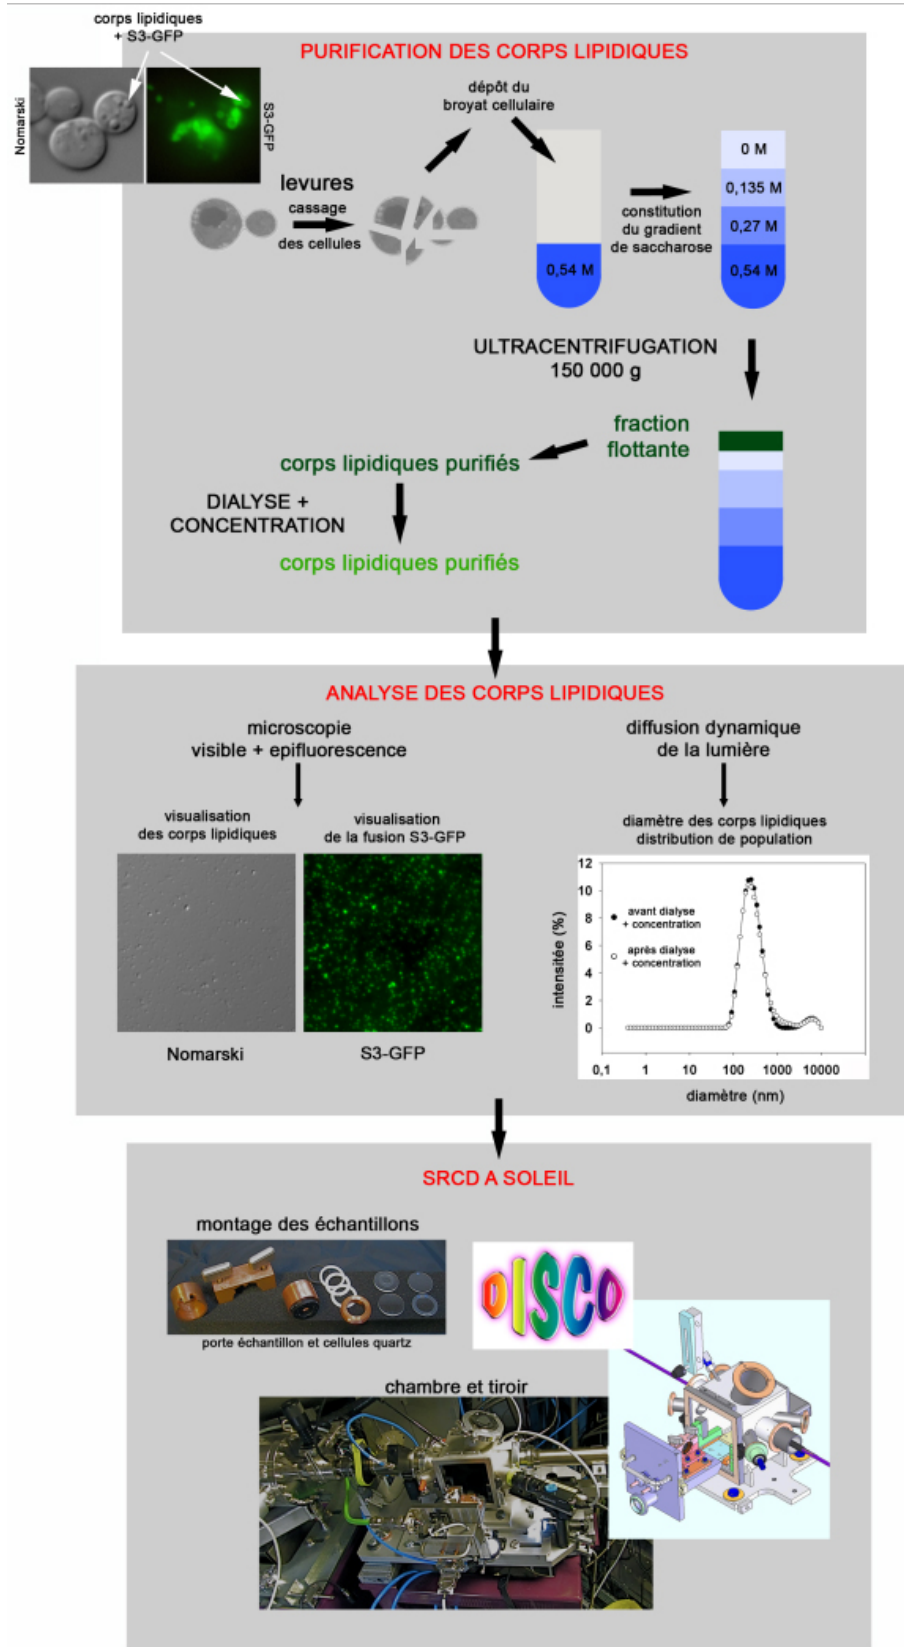 corps lipidiques
+ S3-GFP
PURIFICATION DES CORPS LIPIDIQUES
Nomarski
S3-GFP
dépôt du
broyat cellulaire
levures
cassage
des cellules
0,54 M
constitution
du gradient
de saccharose
0 M
0,135 M
0,27 M
0,54 M
ULTRACENTRIFUGATION
150 000 g
fraction
flottante
corps lipidiques purifiés
DIALYSE +
CONCENTRATION
corps lipidiques purifiés
ANALYSE DES CORPS LIPIDIQUES
microscopie
visible + epifluorescence
visualisation
des corps lipidiques
visualisation
de la fusion S3-GFP
Nomarski
S3-GFP
diffusion dynamique
de la lumière
diamètre des corps lipidiques
distribution de population
intensitée (%)
12
10
8
6
4
2
0
avant dialyse
+ concentration
après dialyse
+ concentration
0,1
1
10
100
1000
10000
diamètre (nm)
SRCD A SOLEIL
montage des échantillons
porte échantillon et cellules quartz
DISCO
chambre et tiroir